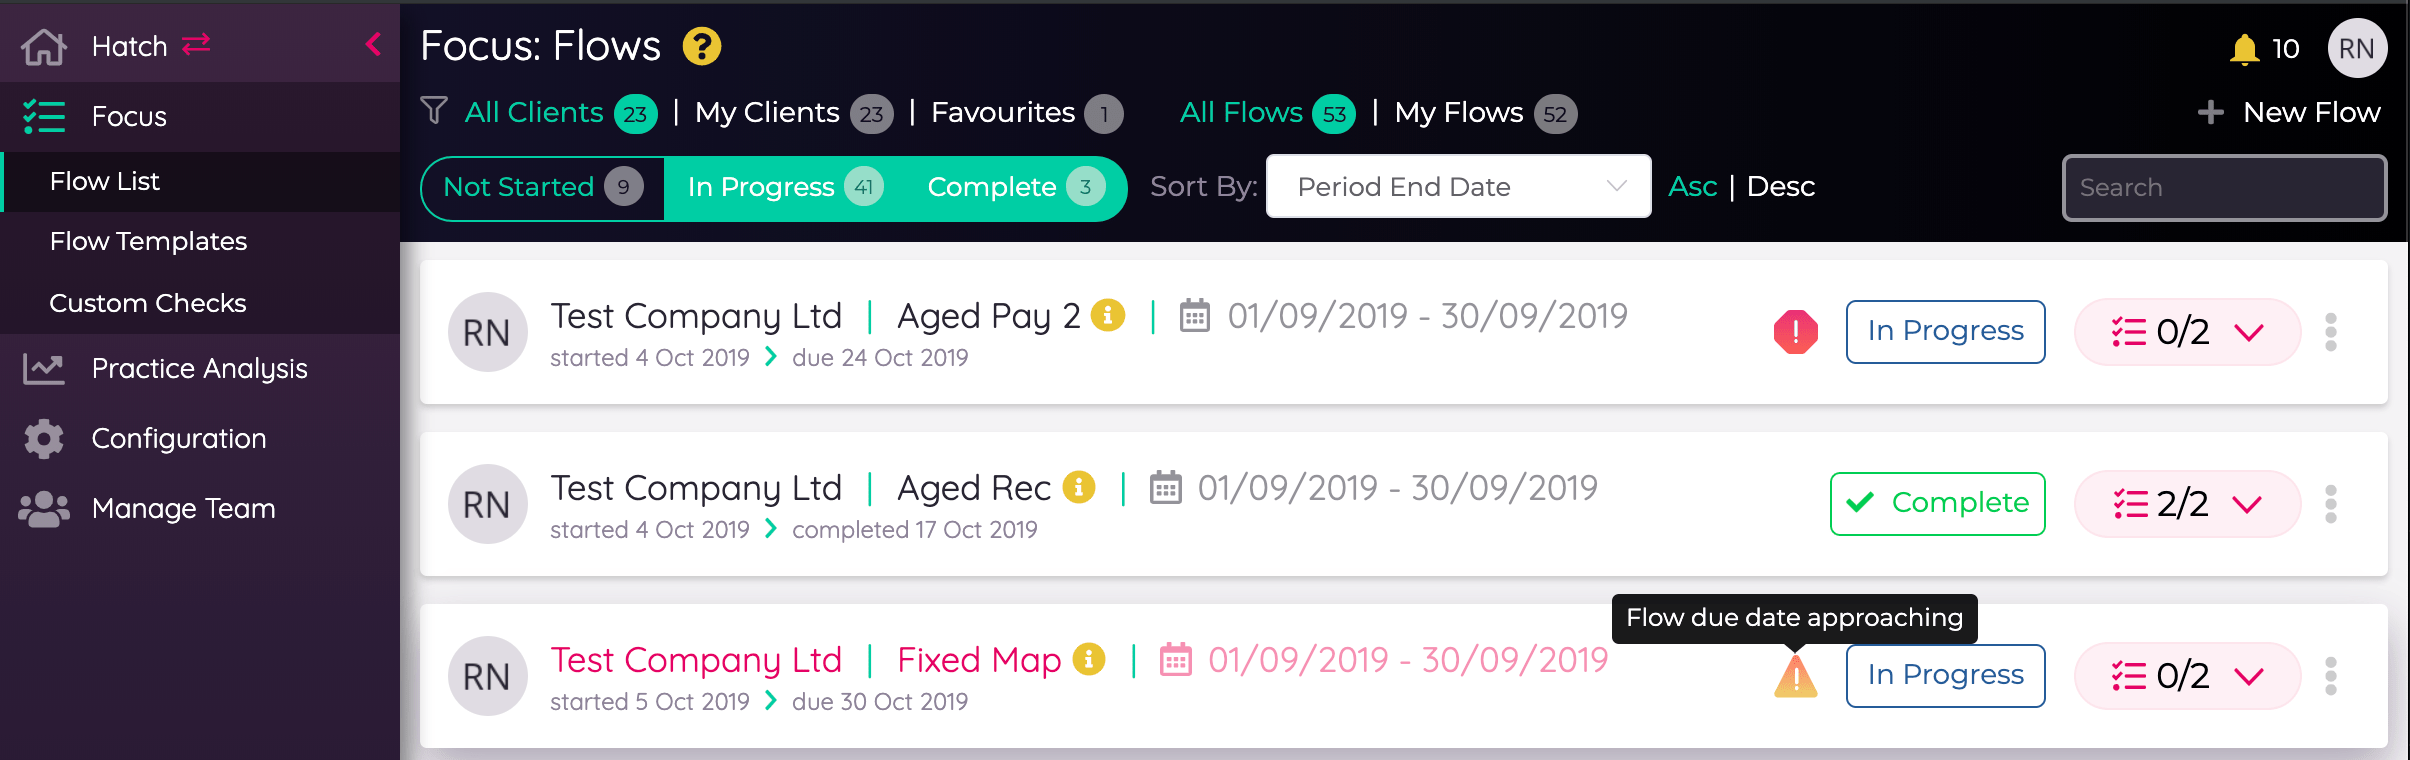 Hatch
Focus
Flow List
Flow Templates
Custom Checks
Practice Analysis
Configuration
Manage Team
Focus: Flows ?
10 RN
All Clients 23 | My Clients 23 | Favourites 1 All Flows 53 | My Flows 52
+ New Flow
Not Started 9 In Progress 41 Complete 3 Sort By: Period End Date Asc | Desc Search
RN Test Company Ltd | Aged Pay 2 i | 01/09/2019 - 30/09/2019 ! In Progress 0/2
started 4 Oct 2019 > due 24 Oct 2019
RN Test Company Ltd | Aged Rec i | 01/09/2019 - 30/09/2019 Complete 2/2
started 4 Oct 2019 > completed 17 Oct 2019
Flow due date approaching
RN Test Company Ltd | Fixed Map i | 01/09/2019 - 30/09/2019 ! In Progress 0/2
started 5 Oct 2019 > due 30 Oct 2019